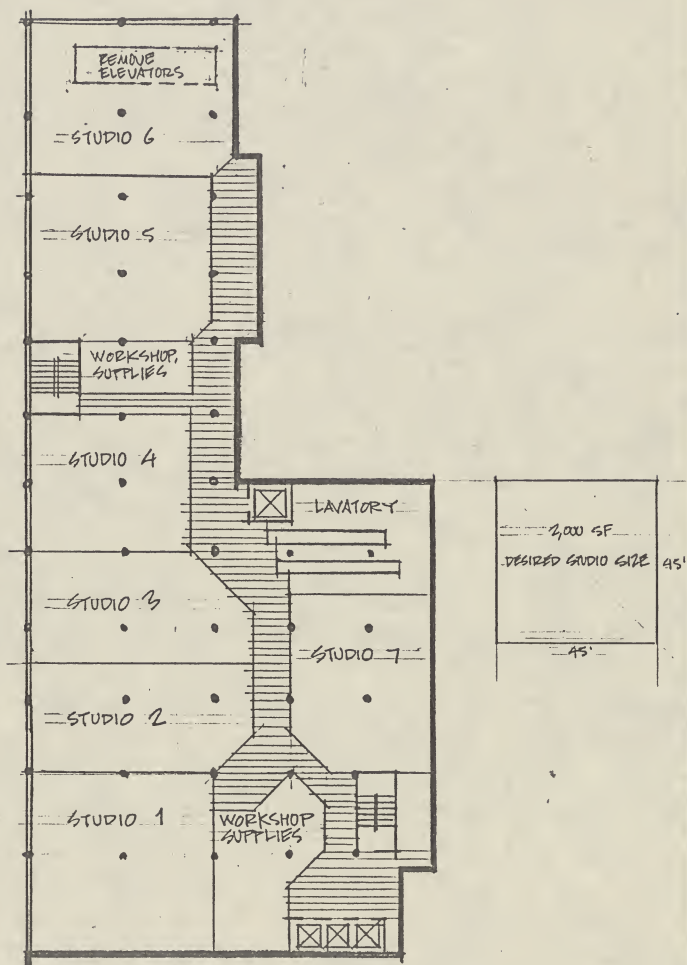 REMOVE
ELEVATORS
STUDIO 6
STUDIO 5
WORKSHOP,
SUPPLIES
STUDIO 4
LAVATORY
2,000 SF
DESIRED STUDIO SIZE
45'
45'
STUDIO 3
STUDIO 7
STUDIO 2
STUDIO 1
WORKSHOP
SUPPLIES